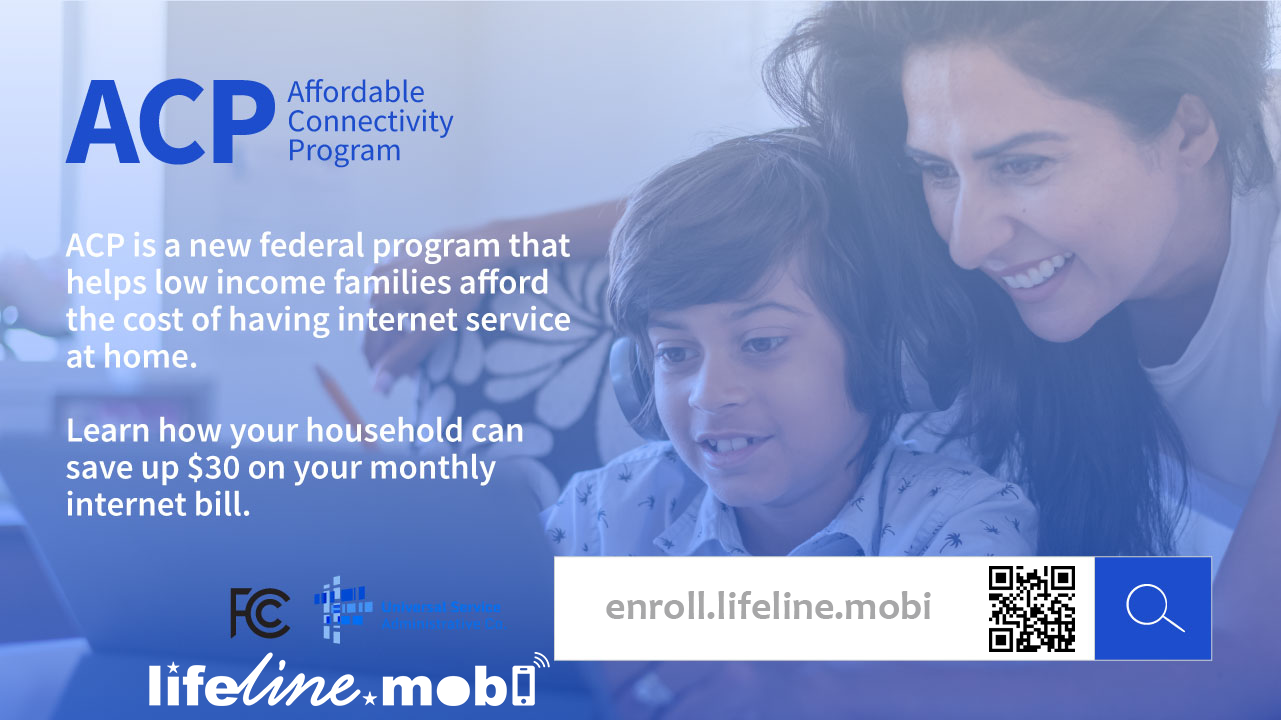 ACP
Affordable
Connectivity
Program
ACP is a new federal program that
helps low income families afford
the cost of having internet service
at home.
Learn how your household can
save up $30 on your monthly
internet bill.
FCC
Universal Service
Administrative Co.
lifeline.mobi
enroll.lifeline.mobi